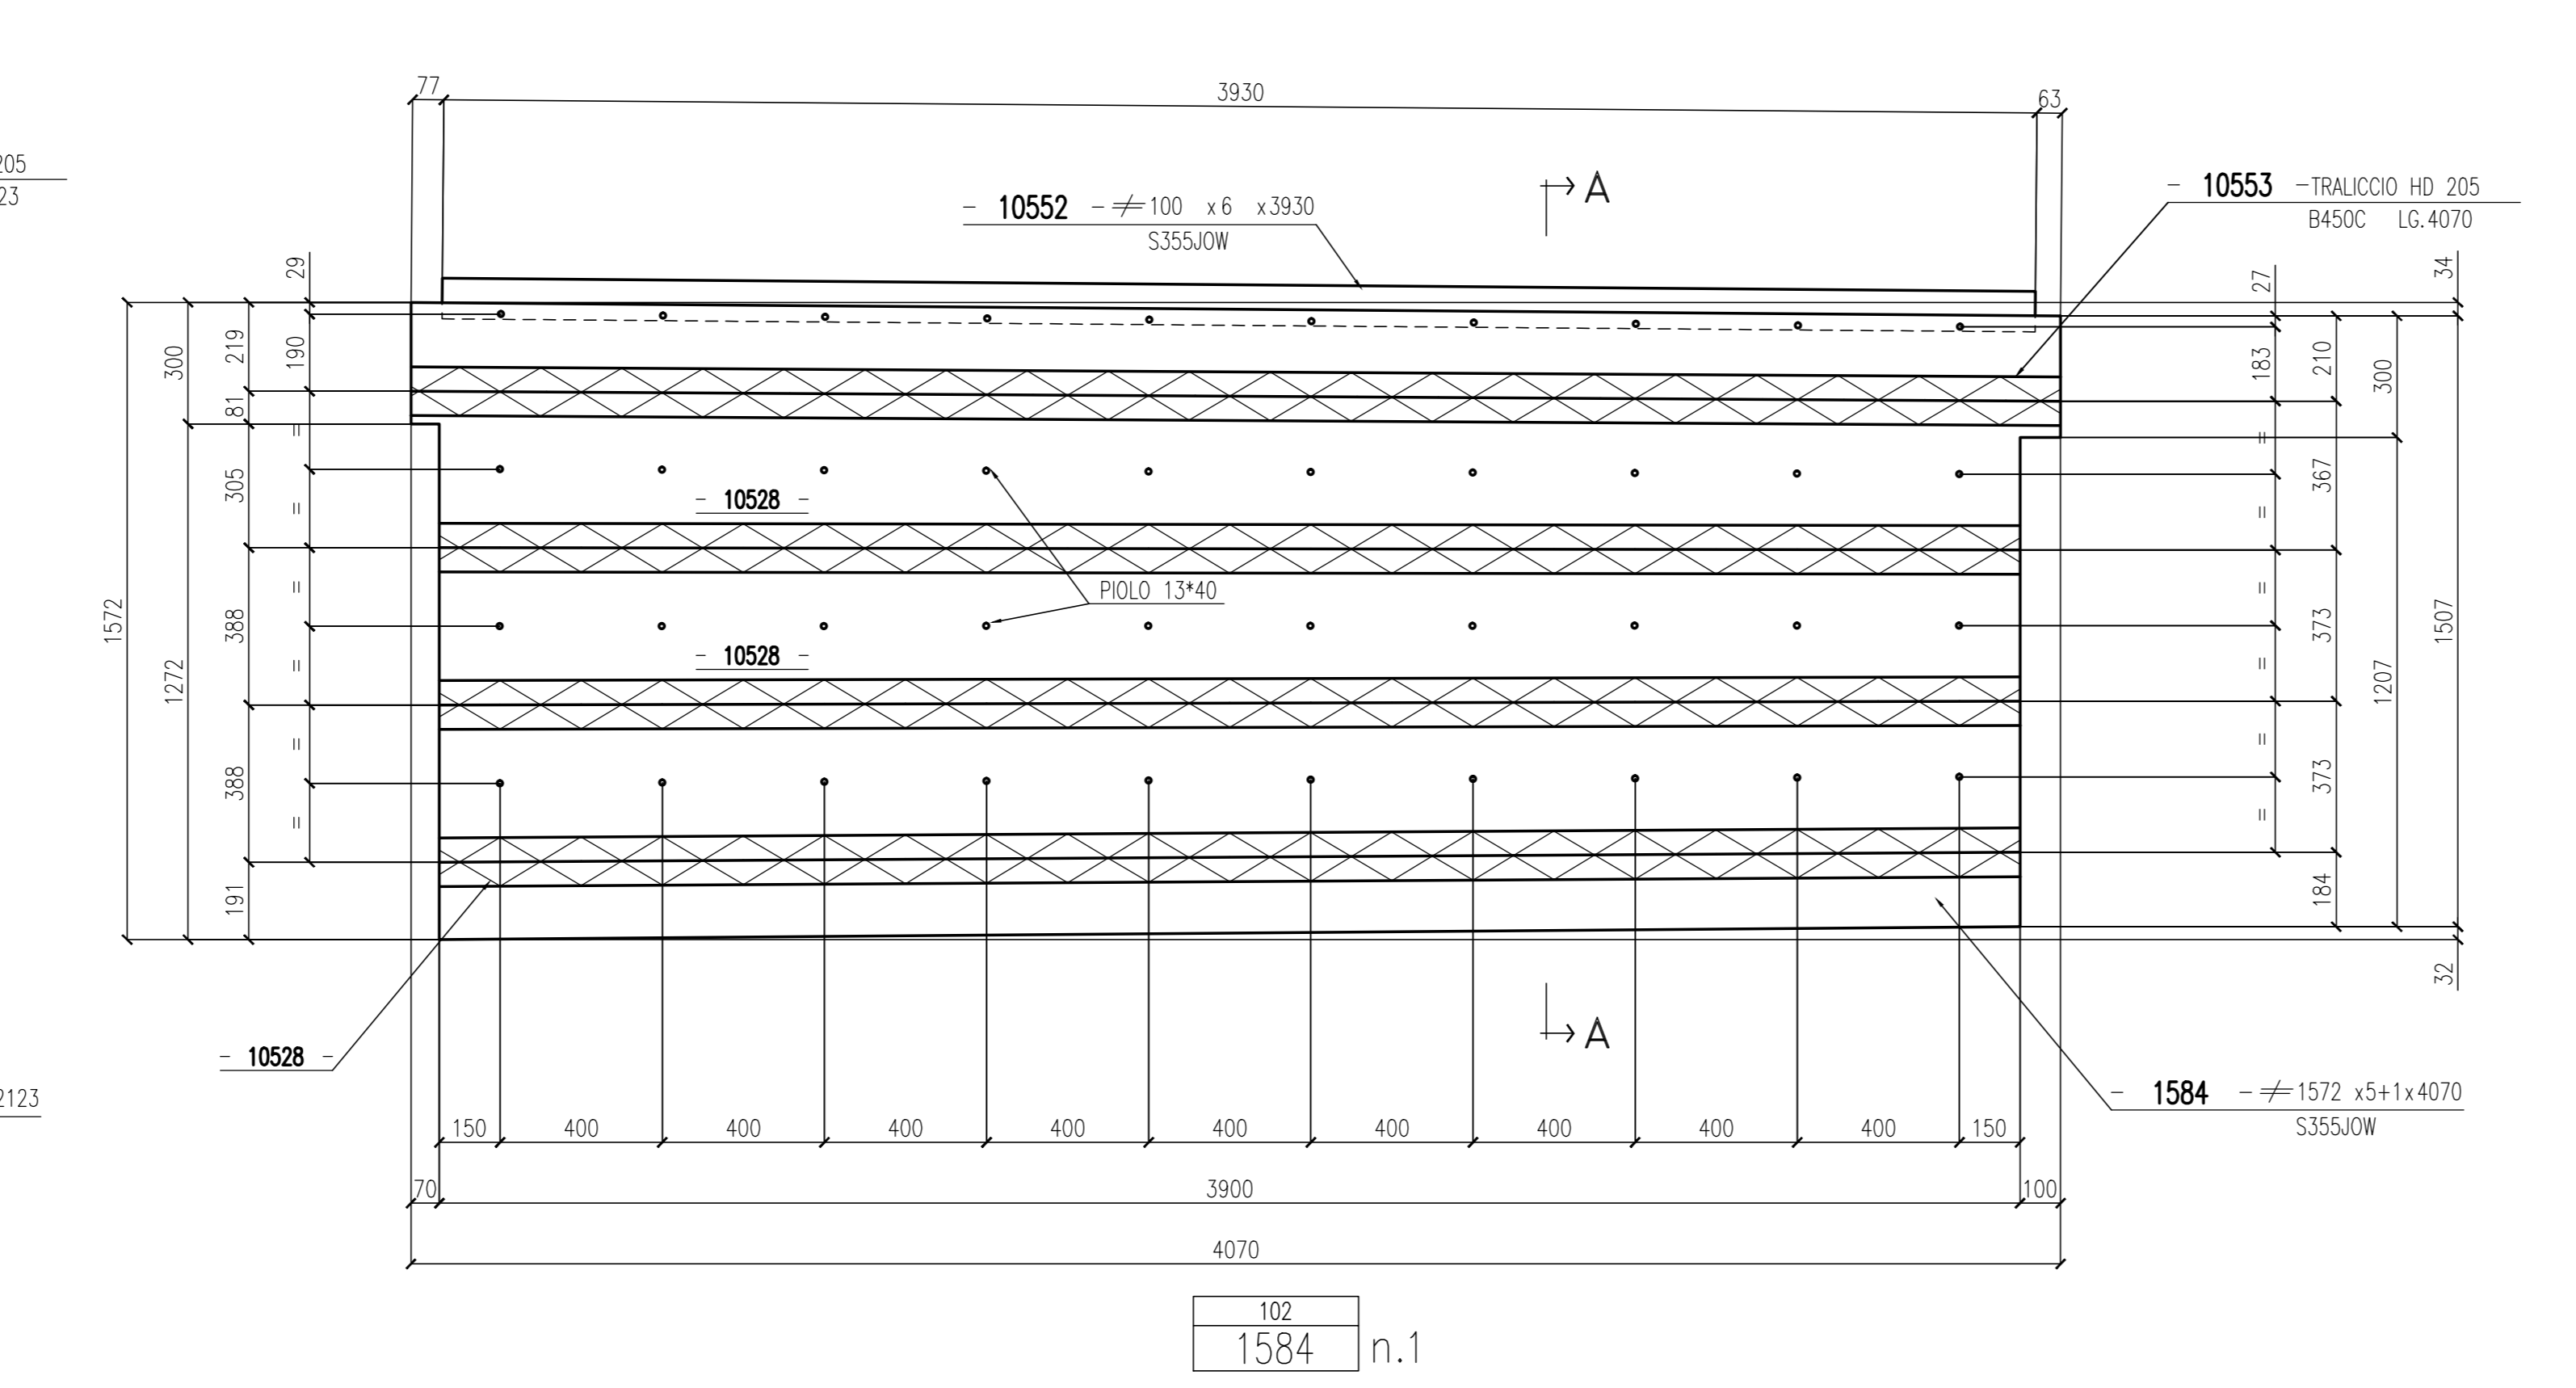 77
3930
63
205
23
- 10552 - ≠ 100 x6 x3930
S355JOW
A
- 10553 -TRALICCIO HD 205
B450C LG.4070
29
27
34
219
190
300
81
183
210
300
=
=
305
367
- 10528 -
=
=
PIOLO 13*40
=
=
1572
388
373
1507
- 10528 -
1272
=
=
1207
=
=
388
373
=
=
191
184
32
A
- 10528 -
2123
- 1584 - ≠ 1572 x5+1x4070
S355JOW
150 400 400 400 400 400 400 400 400 400 150
70 3900 100
4070
102
1584 n.1